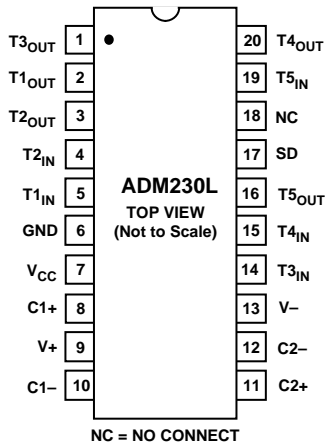 T3OUT 1 20 T4OUT
T1OUT 2 19 T5IN
T2OUT 3 18 NC
T2IN 4 17 SD
T1IN 5 ADM230L 16 T5OUT
TOP VIEW
GND 6 (Not to Scale) 15 T4IN
VCC 7 14 T3IN
C1+ 8 13 V–
V+ 9 12 C2–
C1– 10 11 C2+
NC = NO CONNECT